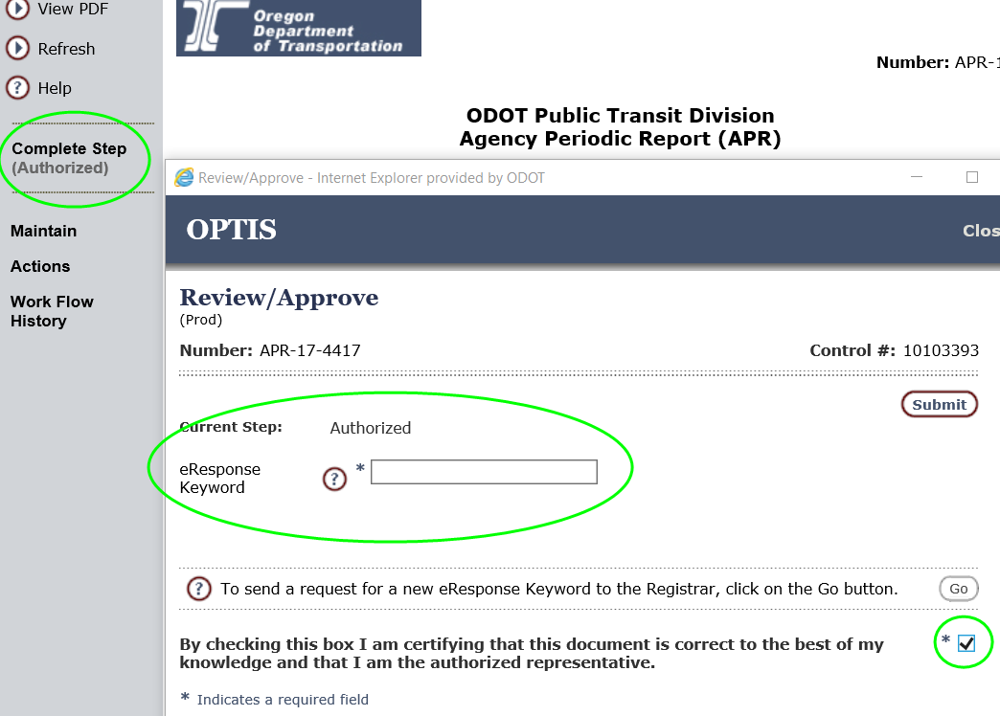 View PDF
Refresh
Help
Complete Step
(Authorized)
Maintain
Actions
Work Flow
History
Oregon
Department
of Transportation
Number: APR-1
ODOT Public Transit Division
Agency Periodic Report (APR)
Review/Approve - Internet Explorer provided by ODOT
OPTIS
Clos
Review/Approve
(Prod)
Number: APR-17-4417
Control #: 10103393
Submit
Current Step: Authorized
eResponse
Keyword
? *
? To send a request for a new eResponse Keyword to the Registrar, click on the Go button. Go
By checking this box I am certifying that this document is correct to the best of my
knowledge and that I am the authorized representative.
*
* Indicates a required field